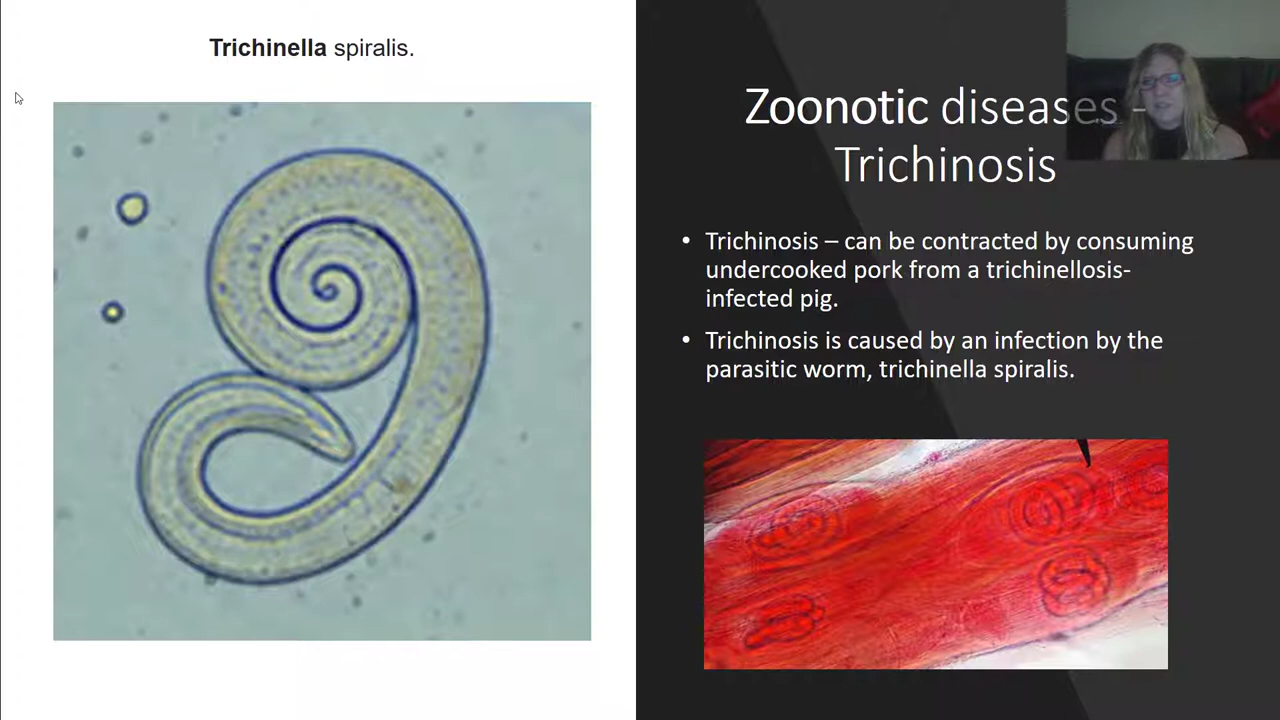 Trichinella spiralis.
Zoonotic diseases -
Trichinosis
• Trichinosis – can be contracted by consuming
undercooked pork from a trichinellosis-
infected pig.
• Trichinosis is caused by an infection by the
parasitic worm, trichinella spiralis.